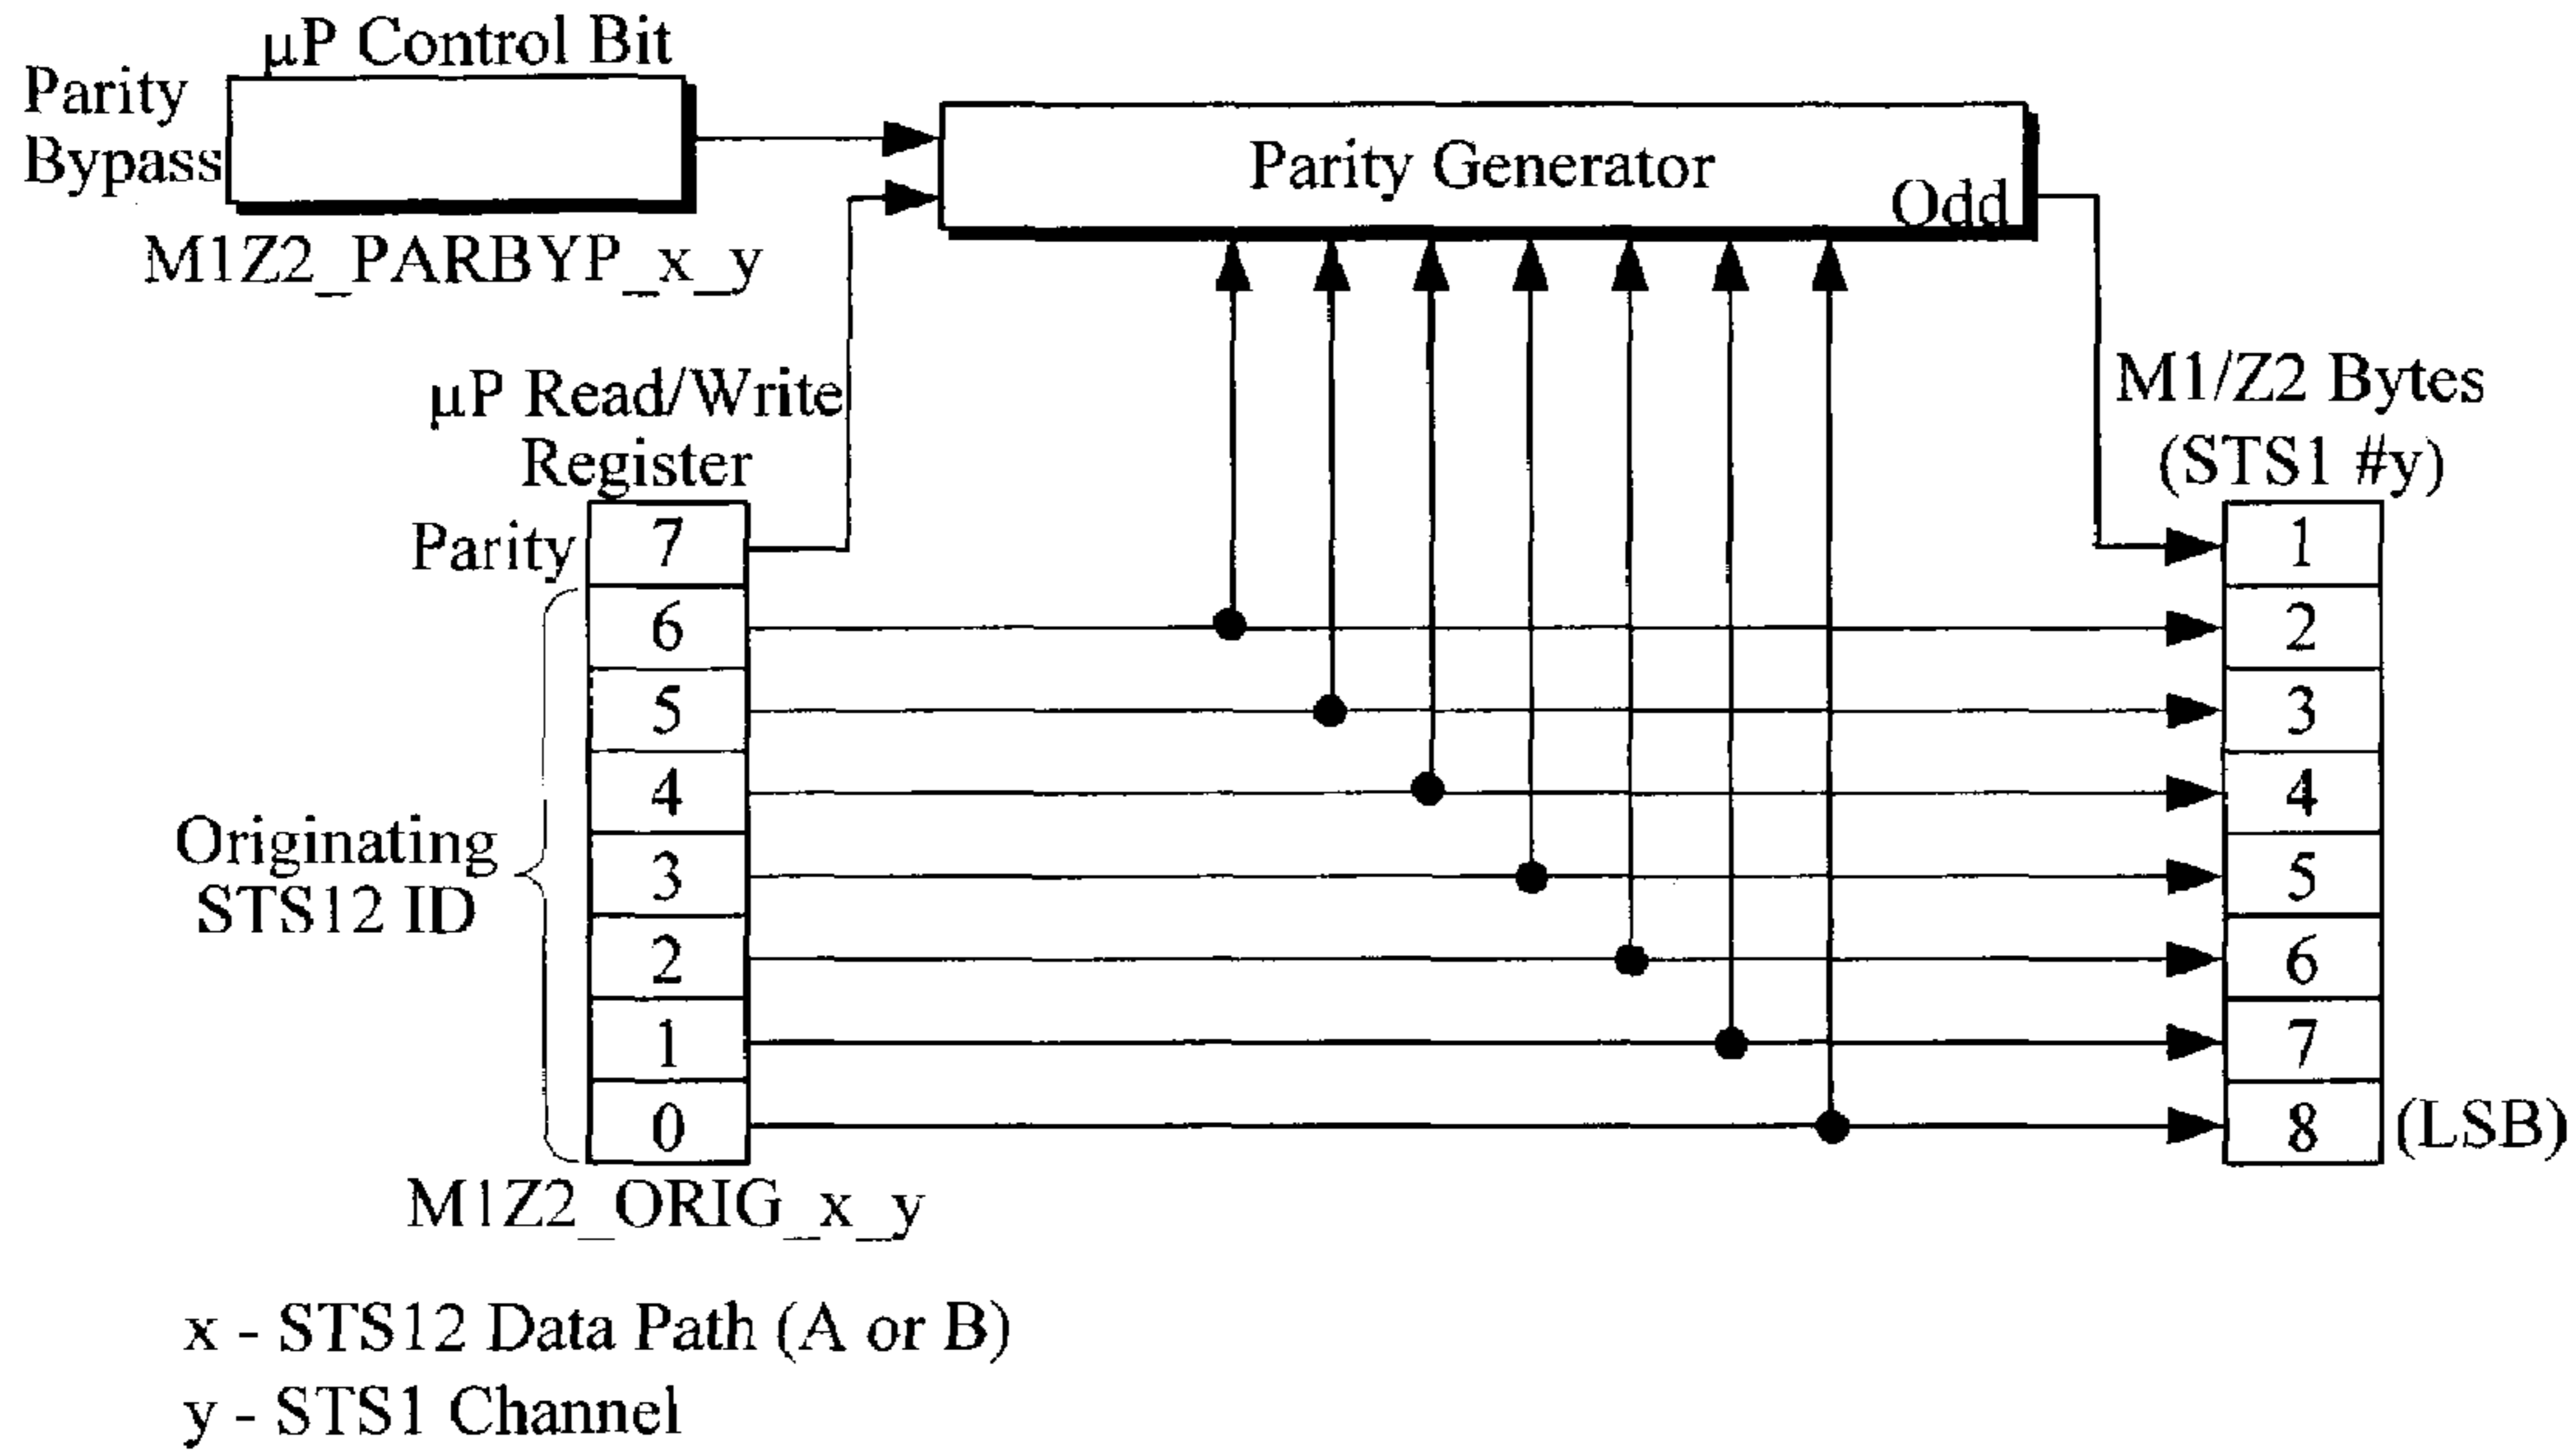 µP Control Bit
Parity
Bypass
M1Z2_PARBYP_x_y
Parity Generator
Odd
µP Read/Write
Register
Parity
7
6
5
4
3
2
1
0
Originating
STS12 ID
M1Z2_ORIG_x_y
M1/Z2 Bytes
(STS1 #y)
1
2
3
4
5
6
7
8
(LSB)
x - STS12 Data Path (A or B)
y - STS1 Channel